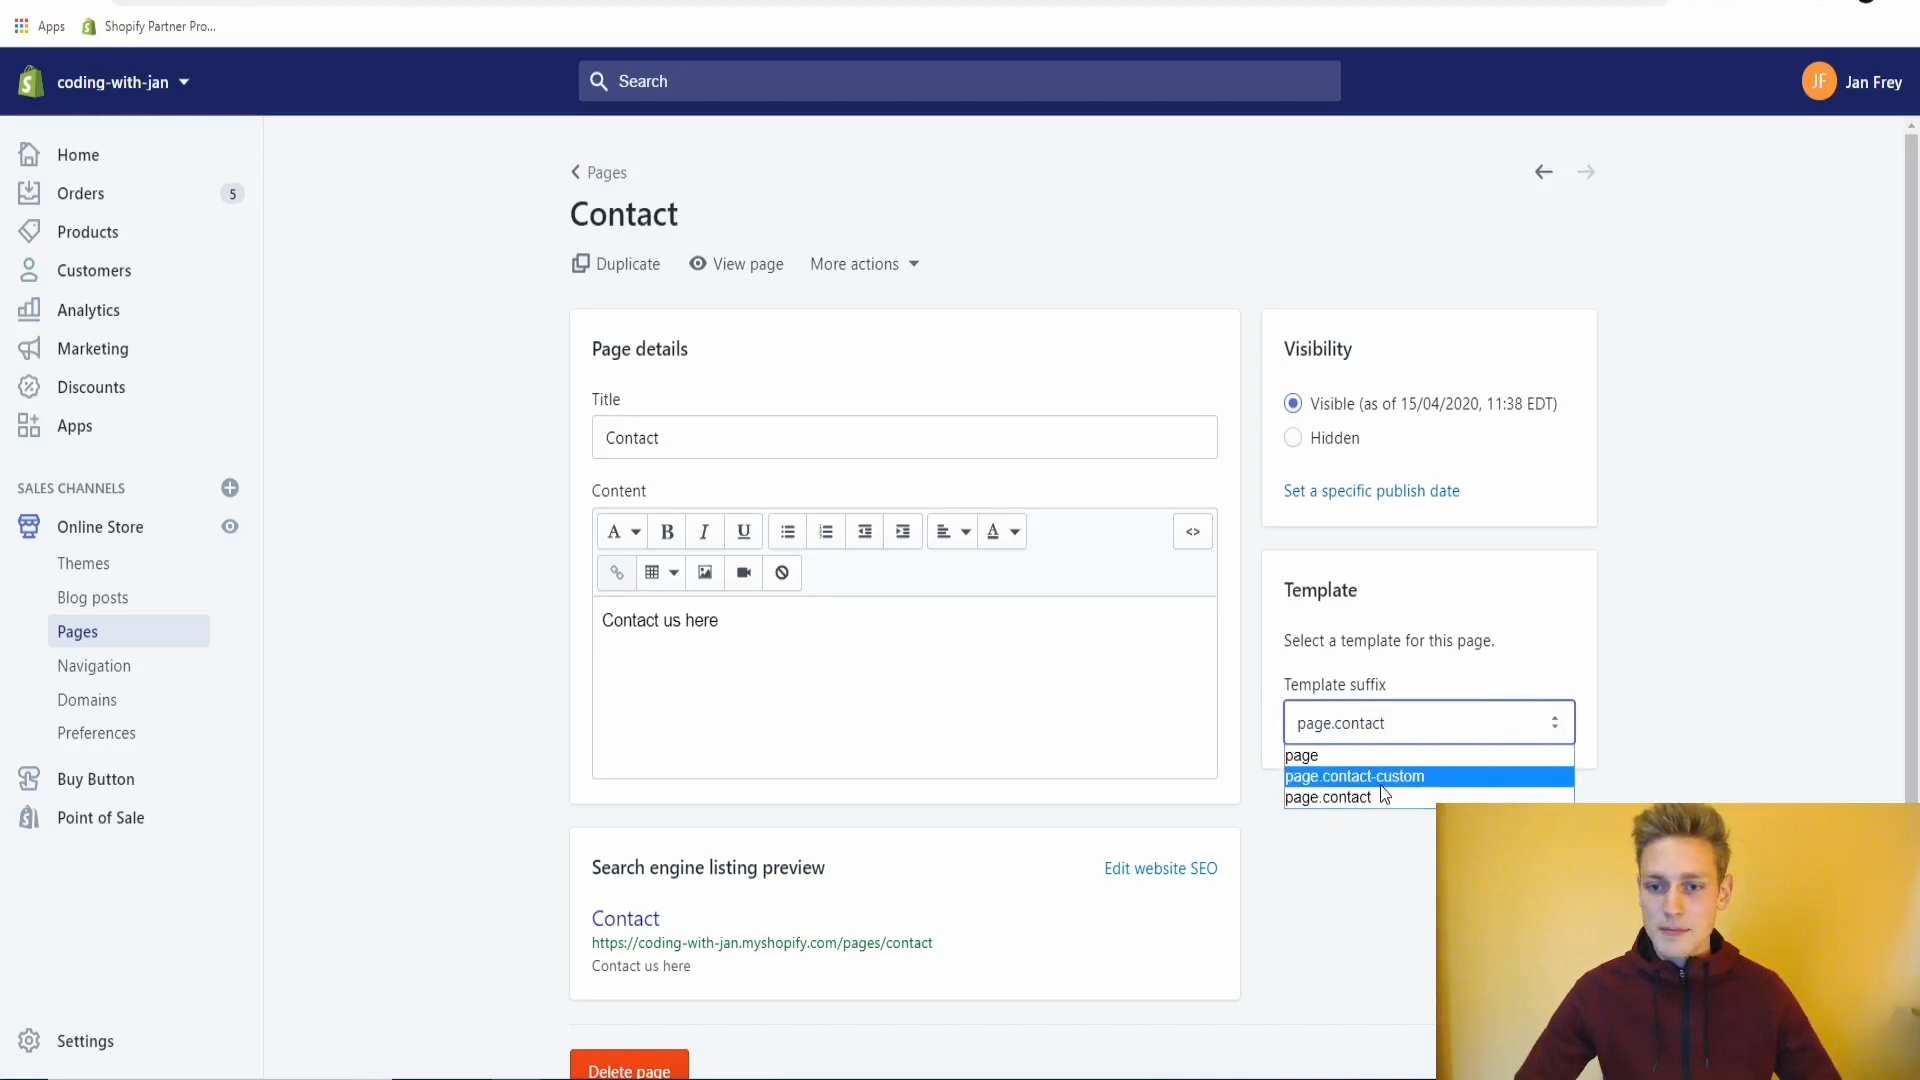 Apps
Shopify Partner Pro...
coding-with-jan
Search
JF
Jan Frey
Home
Orders
5
Products
Customers
Analytics
Marketing
Discounts
Apps
SALES CHANNELS
Online Store
Themes
Blog posts
Pages
Navigation
Domains
Preferences
Buy Button
Point of Sale
Settings
Pages
Contact
Duplicate
View page
More actions
Page details
Title
Contact
Content
A
B
I
U
A
<>
Contact us here
Search engine listing preview
Edit website SEO
Contact
https://coding-with-jan.myshopify.com/pages/contact
Contact us here
Delete page
Visibility
Visible (as of 15/04/2020, 11:38 EDT)
Hidden
Set a specific publish date
Template
Select a template for this page.
Template suffix
page.contact
page
page.contact-custom
page.contact